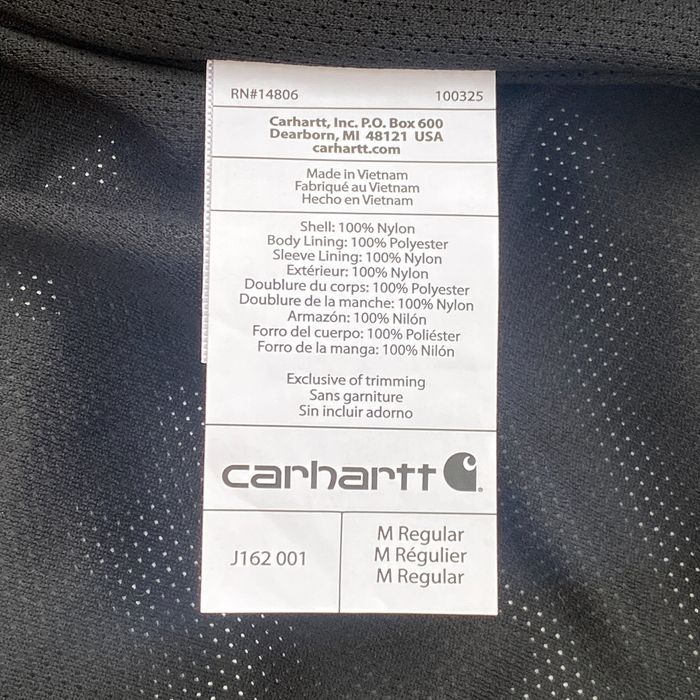 RN#14806 100325
Carhartt, Inc. P.O. Box 600
Dearborn, MI 48121 USA
carhartt.com
Made in Vietnam
Fabriqué au Vietnam
Hecho en Vietnam
Shell: 100% Nylon
Body Lining: 100% Polyester
Sleeve Lining: 100% Nylon
Extérieur: 100% Nylon
Doublure du corps: 100% Polyester
Doublure de la manche: 100% Nylon
Armazón: 100% Nilón
Forro del cuerpo: 100% Poliéster
Forro de la manga: 100% Nilón
Exclusive of trimming
Sans garniture
Sin incluir adorno
carhartt
J162 001
M Regular
M Régulier
M Regular